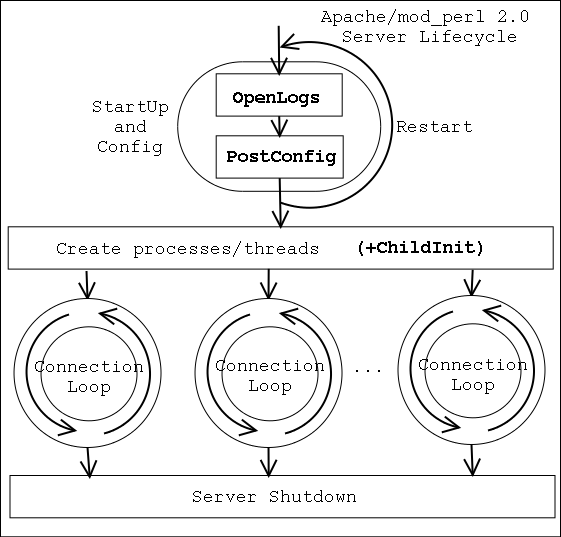 Apache/mod_perl 2.0
Server Lifecycle
OpenLogs
StartUp
and
Config
Restart
PostConfig
Create processes/threads (+ChildInit)
Connection
Loop
Connection
Loop
...
Connection
Loop
Server Shutdown